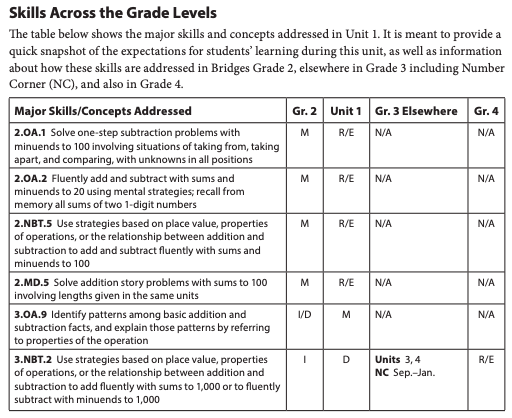 Skills Across the Grade Levels
The table below shows the major skills and concepts addressed in Unit 1. It is meant to provide a
quick snapshot of the expectations for students' learning during this unit, as well as information
about how these skills are addressed in Bridges Grade 2, elsewhere in Grade 3 including Number
Corner (NC), and also in Grade 4.
Major Skills/Concepts Addressed Gr. 2 Unit 1 Gr. 3 Elsewhere Gr. 4
2.OA.1 Solve one-step subtraction problems with M R/E N/A N/A
minuends to 100 involving situations of taking from, taking
apart, and comparing, with unknowns in all positions
2.OA.2 Fluently add and subtract with sums and M R/E N/A N/A
minuends to 20 using mental strategies; recall from
memory all sums of two 1-digit numbers
2.NBT.5 Use strategies based on place value, properties M R/E N/A N/A
of operations, or the relationship between addition and
subtraction to add and subtract fluently with sums and
minuends to 100
2.MD.5 Solve addition story problems with sums to 100 M R/E N/A N/A
involving lengths given in the same units
3.OA.9 Identify patterns among basic addition and I/D M N/A N/A
subtraction facts, and explain those patterns by referring
to properties of the operation
3.NBT.2 Use strategies based on place value, properties I D Units 3, 4 R/E
of operations, or the relationship between addition and NC Sep.–Jan.
subtraction to add fluently with sums to 1,000 or to fluently
subtract with minuends to 1,000